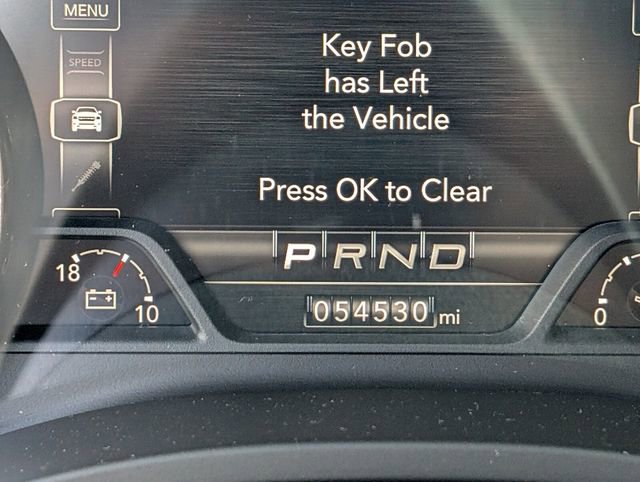 MENU
SPEED
Key Fob
has Left
the Vehicle
Press OK to Clear
P R N D
18
10
054530 mi
0